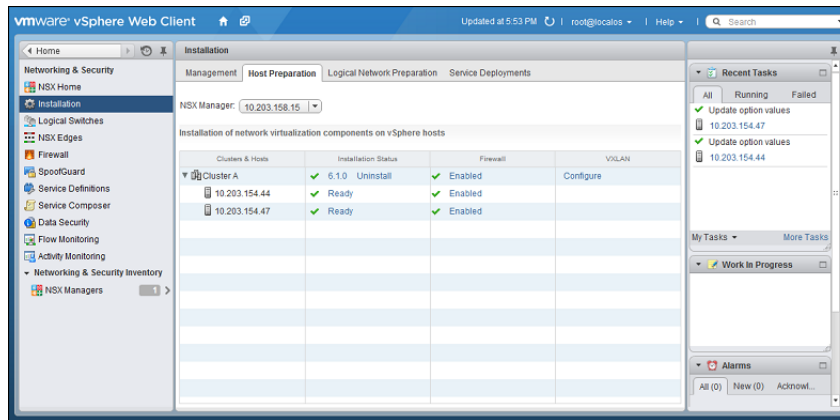 vmware® vSphere Web Client Updated at 5:53 PM root@localos Help Search
Home
Networking & Security
NSX Home
Installation
Logical Switches
NSX Edges
Firewall
SpoofGuard
Service Definitions
Service Composer
Data Security
Flow Monitoring
Activity Monitoring
Networking & Security Inventory
NSX Managers 1
Installation
Management Host Preparation Logical Network Preparation Service Deployments
NSX Manager: 10.203.158.15
Installation of network virtualization components on vSphere hosts
Clusters & Hosts Installation Status Firewall VXLAN
Cluster A 6.1.0 Uninstall Enabled Configure
10.203.154.44 Ready Enabled
10.203.154.47 Ready Enabled
Recent Tasks
All Running Failed
Update option values
10.203.154.47
Update option values
10.203.154.44
My Tasks More Tasks
Work In Progress
Alarms
All (0) New (0) Acknowl...